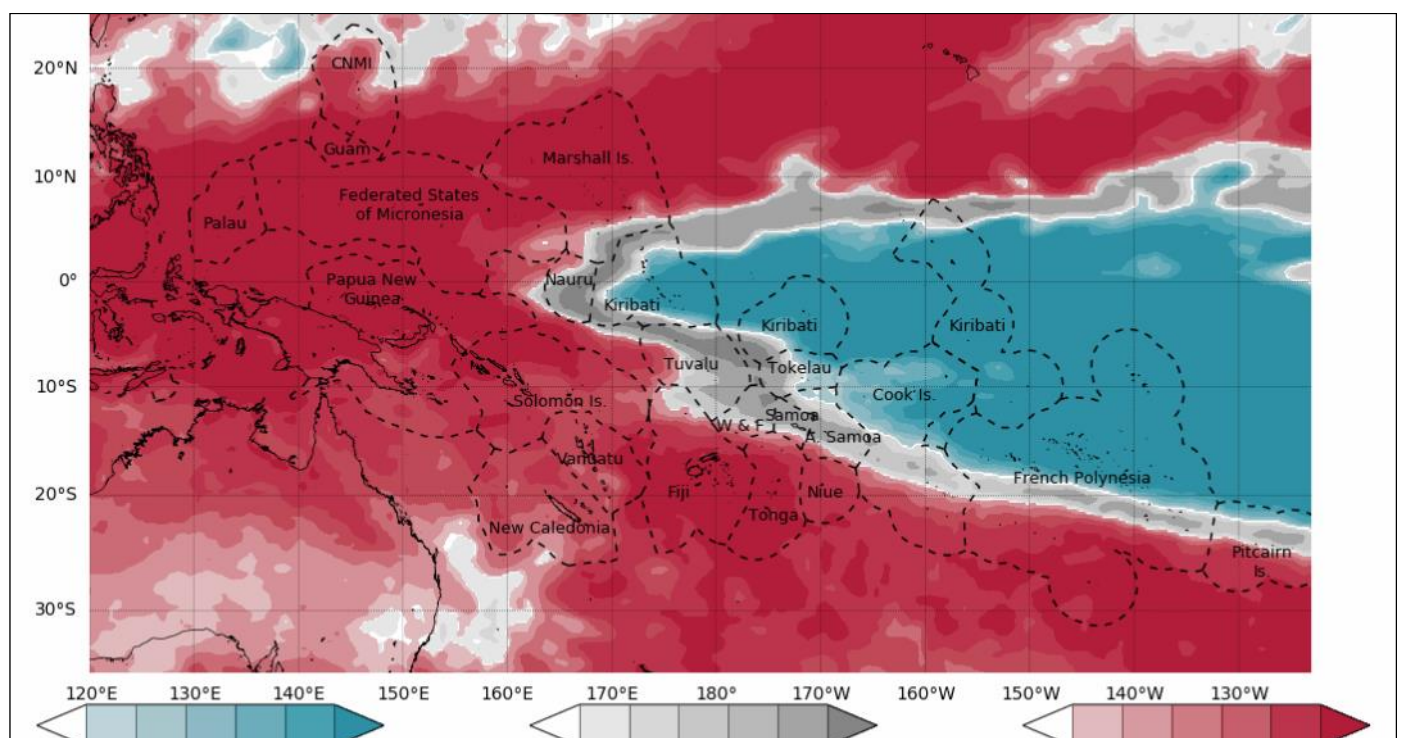 CNMI
20°N
Guam
Marshall Is.
10°N
Federated States
of Micronesia
Palau
0°
Papua New
Guinea
Nauru
Kiribati
Kiribati
Kiribati
Tuvalu
Tokelau
10°S
Solomon Is.
Cook Is.
Samoa
W & F
A. Samoa
Vanuatu
French Polynesia
20°S
Fiji
Niue
Tonga
New Caledonia
Pitcairn
Is.
30°S
120°E 130°E 140°E 150°E 160°E 170°E 180° 170°W 160°W 150°W 140°W 130°W